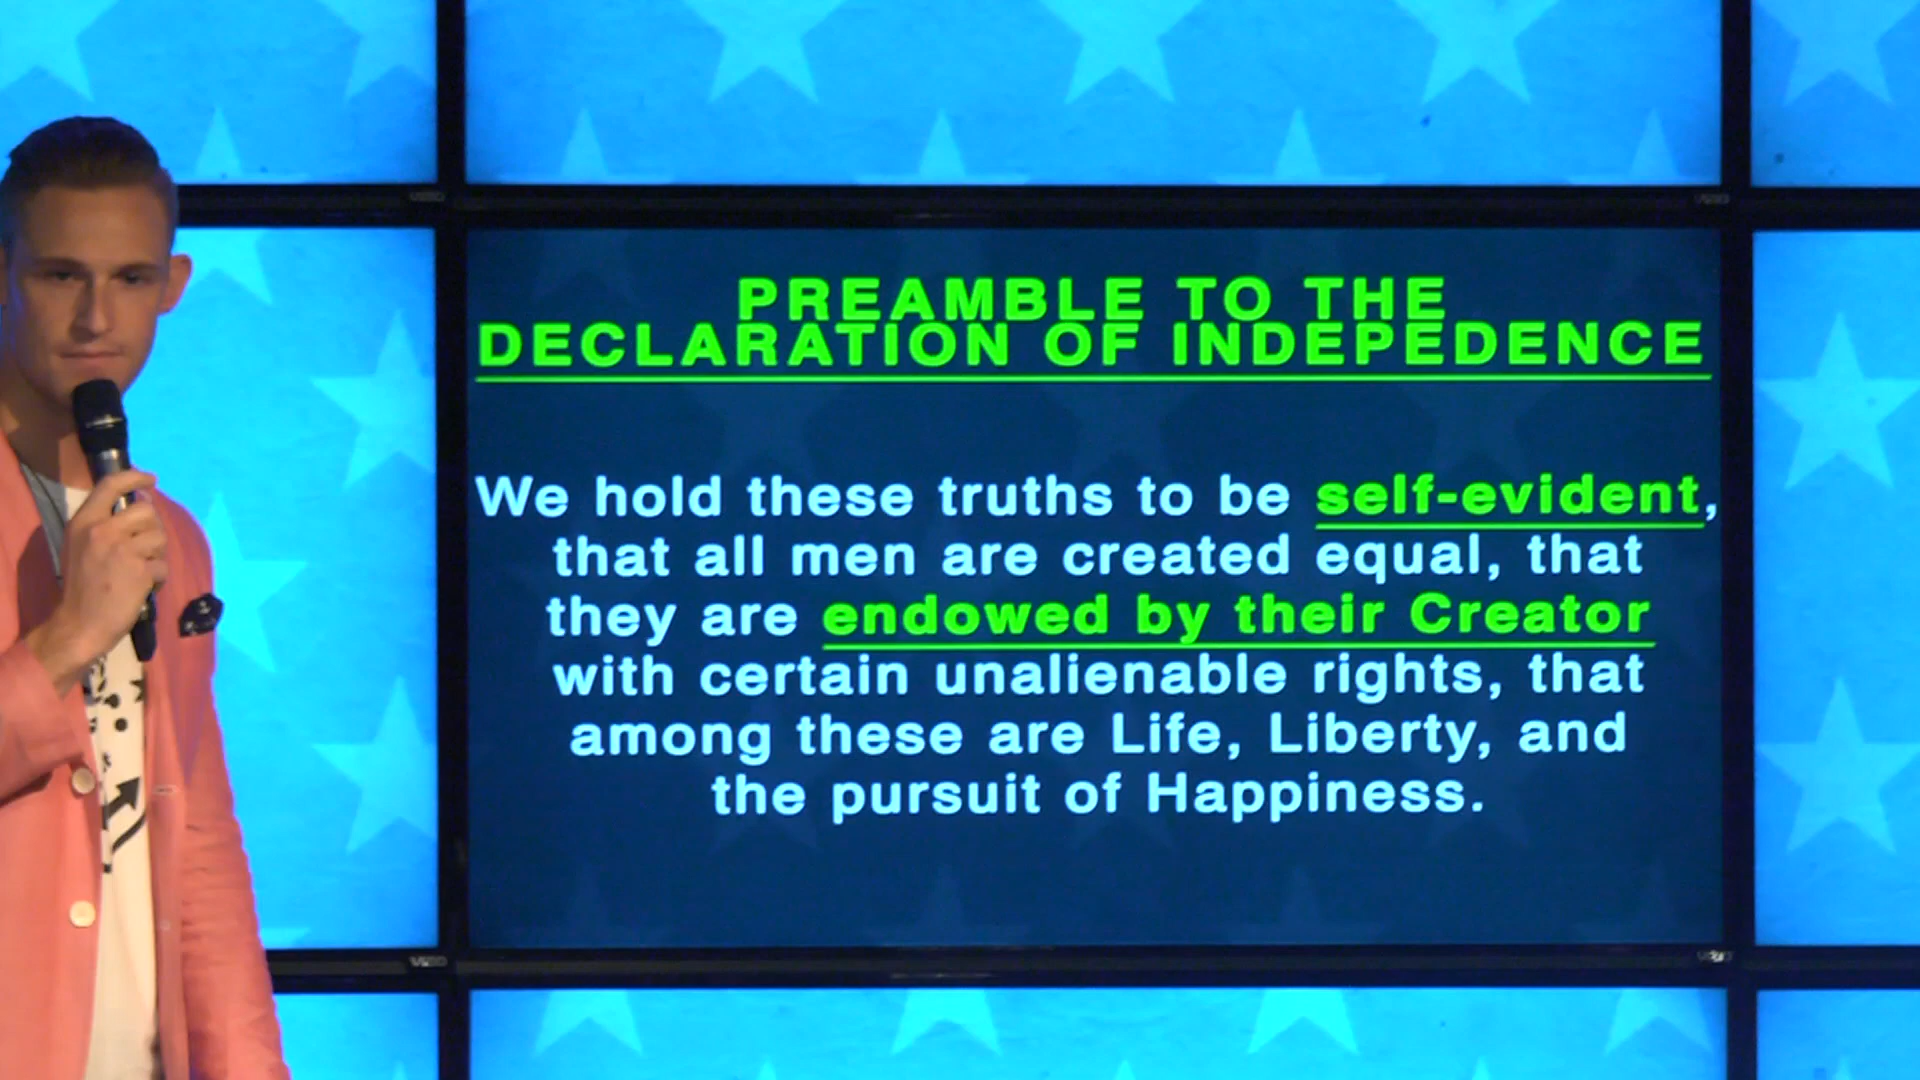 PREAMBLE TO THE
DECLARATION OF INDEPEDENCE
We hold these truths to be self-evident,
that all men are created equal, that
they are endowed by their Creator
with certain unalienable rights, that
among these are Life, Liberty, and
the pursuit of Happiness.